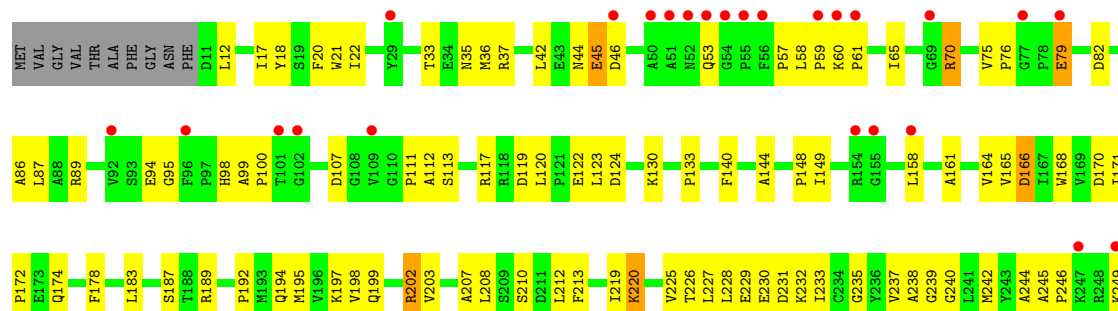 MET VAL GLY VAL THR ALA PHE GLY ASN PHE D11 L12 I17 Y18 S19 F20 W21 I22 Y29 T33 E34 N35 M36 R37 L42 E43 N44 E45 D46 A50 A51 N52 Q53 G54 P55 F56 P57 L58 P59 K60 P61 I65 G69 R70 V75 P76 G77 P78 E79 D82
A86 L87 A88 R89 V92 S93 E94 G95 F96 P97 H98 A99 P100 T101 G102 D107 G108 V109 G110 P111 A112 S113 R117 R118 D119 L120 P121 E122 L123 D124 K130 P133 F140 A144 P148 I149 R154 G155 L158 A161 V164 V165 D166 I167 W168 V169 D170 I171
P172 E173 Q174 F178 L183 S187 T188 R189 P192 M193 Q194 M195 V196 K197 V198 Q199 R202 V203 A207 L208 S209 S210 D211 L212 F213 I219 K220 V225 T226 L227 L228 E229 E230 D231 K232 I233 C234 G235 Y236 V237 A238 G239 G240 L241 M242 Y243 A244 A245 P246 K247 R248 K249